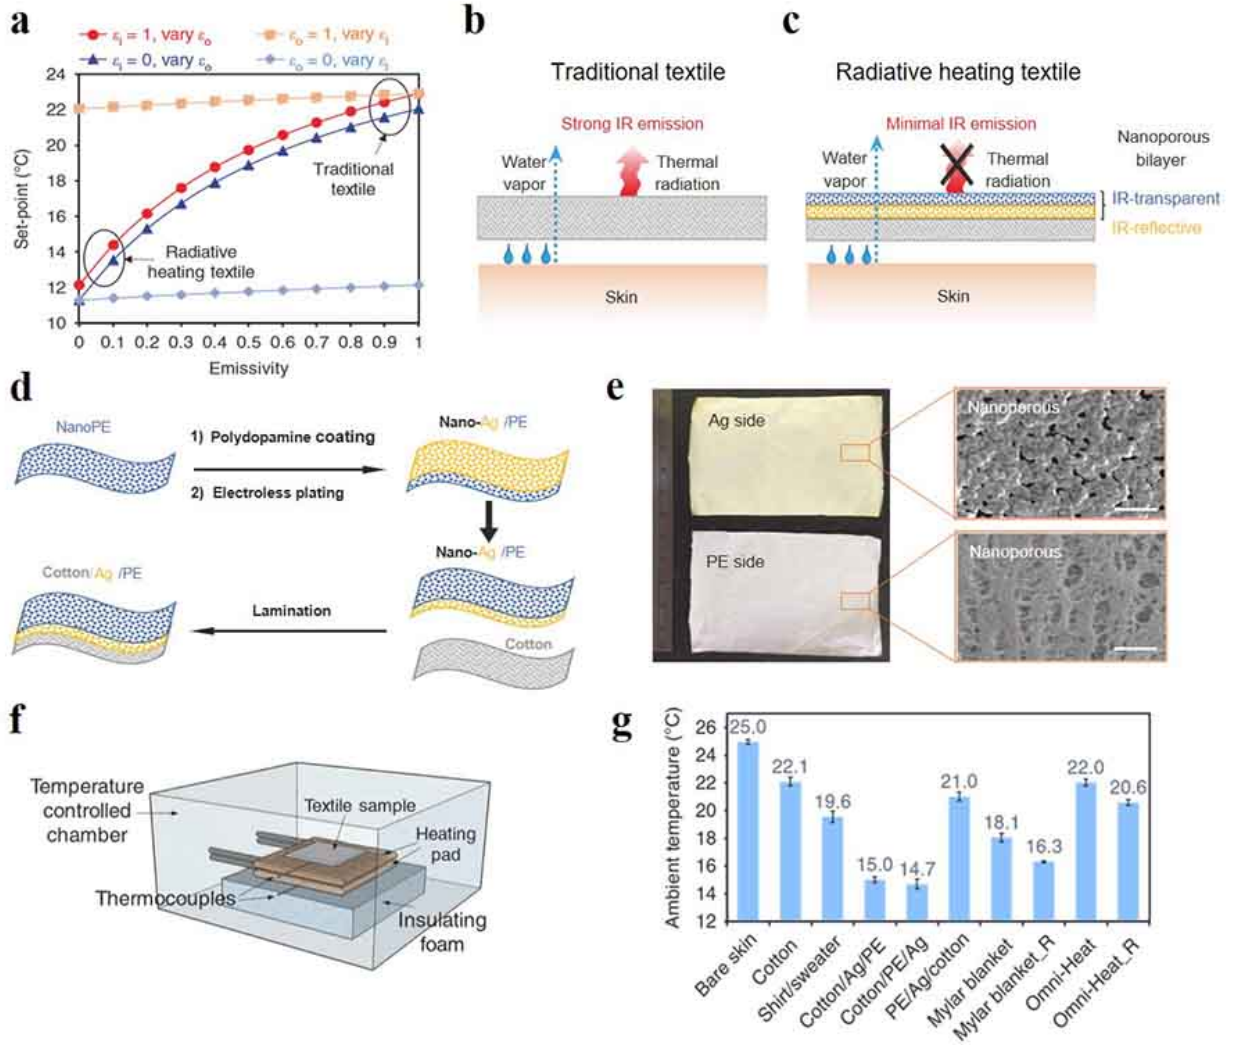 a
ε_i = 1, vary ε_o
ε_o = 1, vary ε_i
ε_i = 0, vary ε_o
ε_o = 0, vary ε_i
24
22
20
18
16
14
12
10
Set-point (°C)
Traditional
textile
Radiative
heating textile
0 0.1 0.2 0.3 0.4 0.5 0.6 0.7 0.8 0.9 1
Emissivity
b
Traditional textile
Strong IR emission
Water
vapor
Thermal
radiation
Skin
c
Radiative heating textile
Minimal IR emission
Water
vapor
Thermal
radiation
Nanoporous
bilayer
IR-transparent
IR-reflective
Skin
d
NanoPE
1) Polydopamine coating
2) Electroless plating
Nano-Ag /PE
Nano-Ag /PE
Cotton
Lamination
Cotton/Ag /PE
e
Ag side
Nanoporous
PE side
Nanoporous
f
Temperature
controlled
chamber
Textile sample
Heating
pad
Thermocouples
Insulating
foam
g
Ambient temperature (°C)
26
24
22
20
18
16
14
12
25.0
22.1
19.6
15.0
14.7
21.0
18.1
16.3
22.0
20.6
Bare skin
Cotton
Shirt/sweater
Cotton/Ag/PE
Cotton/PE/Ag
PE/Ag/cotton
Mylar blanket
Mylar blanket_R
Omni-Heat
Omni-Heat_R